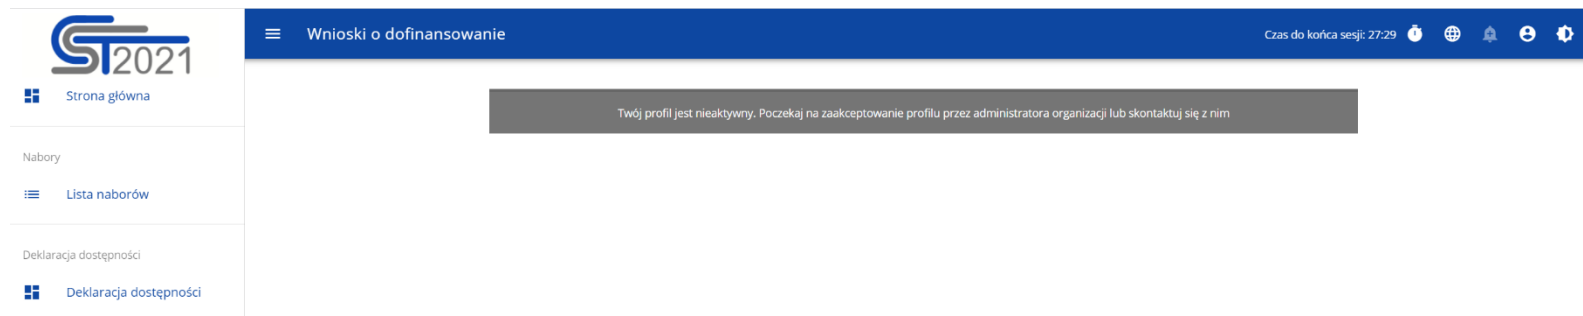 ST2021
Wnioski o dofinansowanie
Czas do końca sesji: 27:29
Strona główna
Twój profil jest nieaktywny. Poczekaj na zaakceptowanie profilu przez administratora organizacji lub skontaktuj się z nim
Nabory
Lista naborów
Deklaracja dostępności
Deklaracja dostępności